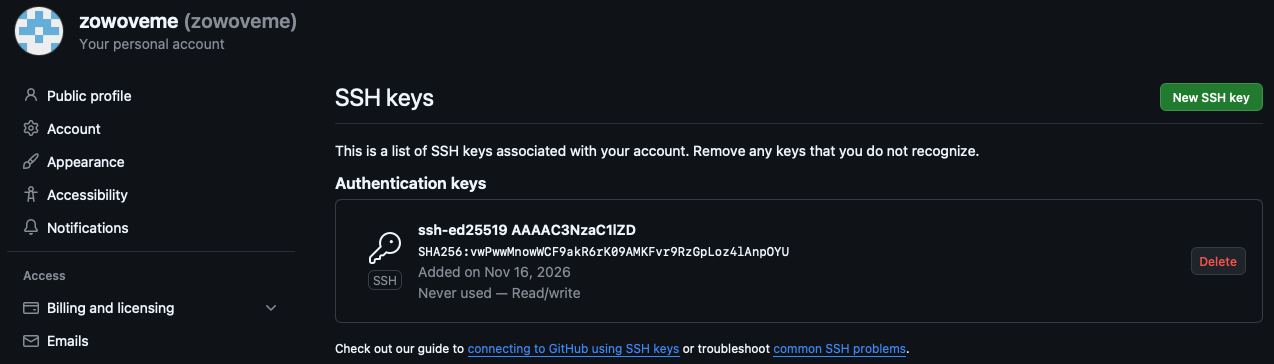 zowoveme (zowoveme)
Your personal account
Public profile
Account
Appearance
Accessibility
Notifications
Access
Billing and licensing
Emails
SSH keys
New SSH key
This is a list of SSH keys associated with your account. Remove any keys that you do not recognize.
Authentication keys
ssh-ed25519 AAAAC3NzaC1lZD
SHA256:vwPwwMnowWCF9akR6rK09AMKFvr9RzGpLoz4lAnpOYU
Added on Nov 16, 2026
Never used — Read/write
SSH
Delete
Check out our guide to connecting to GitHub using SSH keys or troubleshoot common SSH problems.